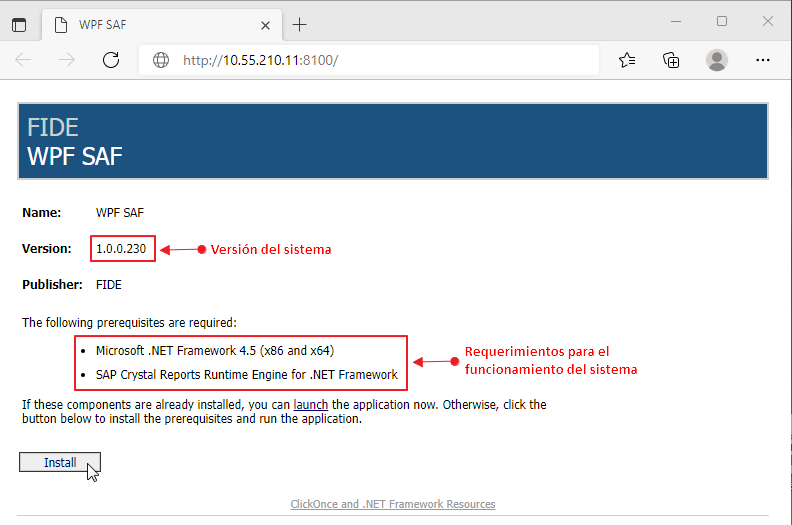 WPF SAF
http://10.55.210.11:8100/
FIDE
WPF SAF
Name: WPF SAF
Version: 1.0.0.230 Versión del sistema
Publisher: FIDE
The following prerequisites are required:
• Microsoft .NET Framework 4.5 (x86 and x64)
• SAP Crystal Reports Runtime Engine for .NET Framework
Requerimientos para el
funcionamiento del sistema
If these components are already installed, you can launch the application now. Otherwise, click the
button below to install the prerequisites and run the application.
Install
ClickOnce and .NET Framework Resources